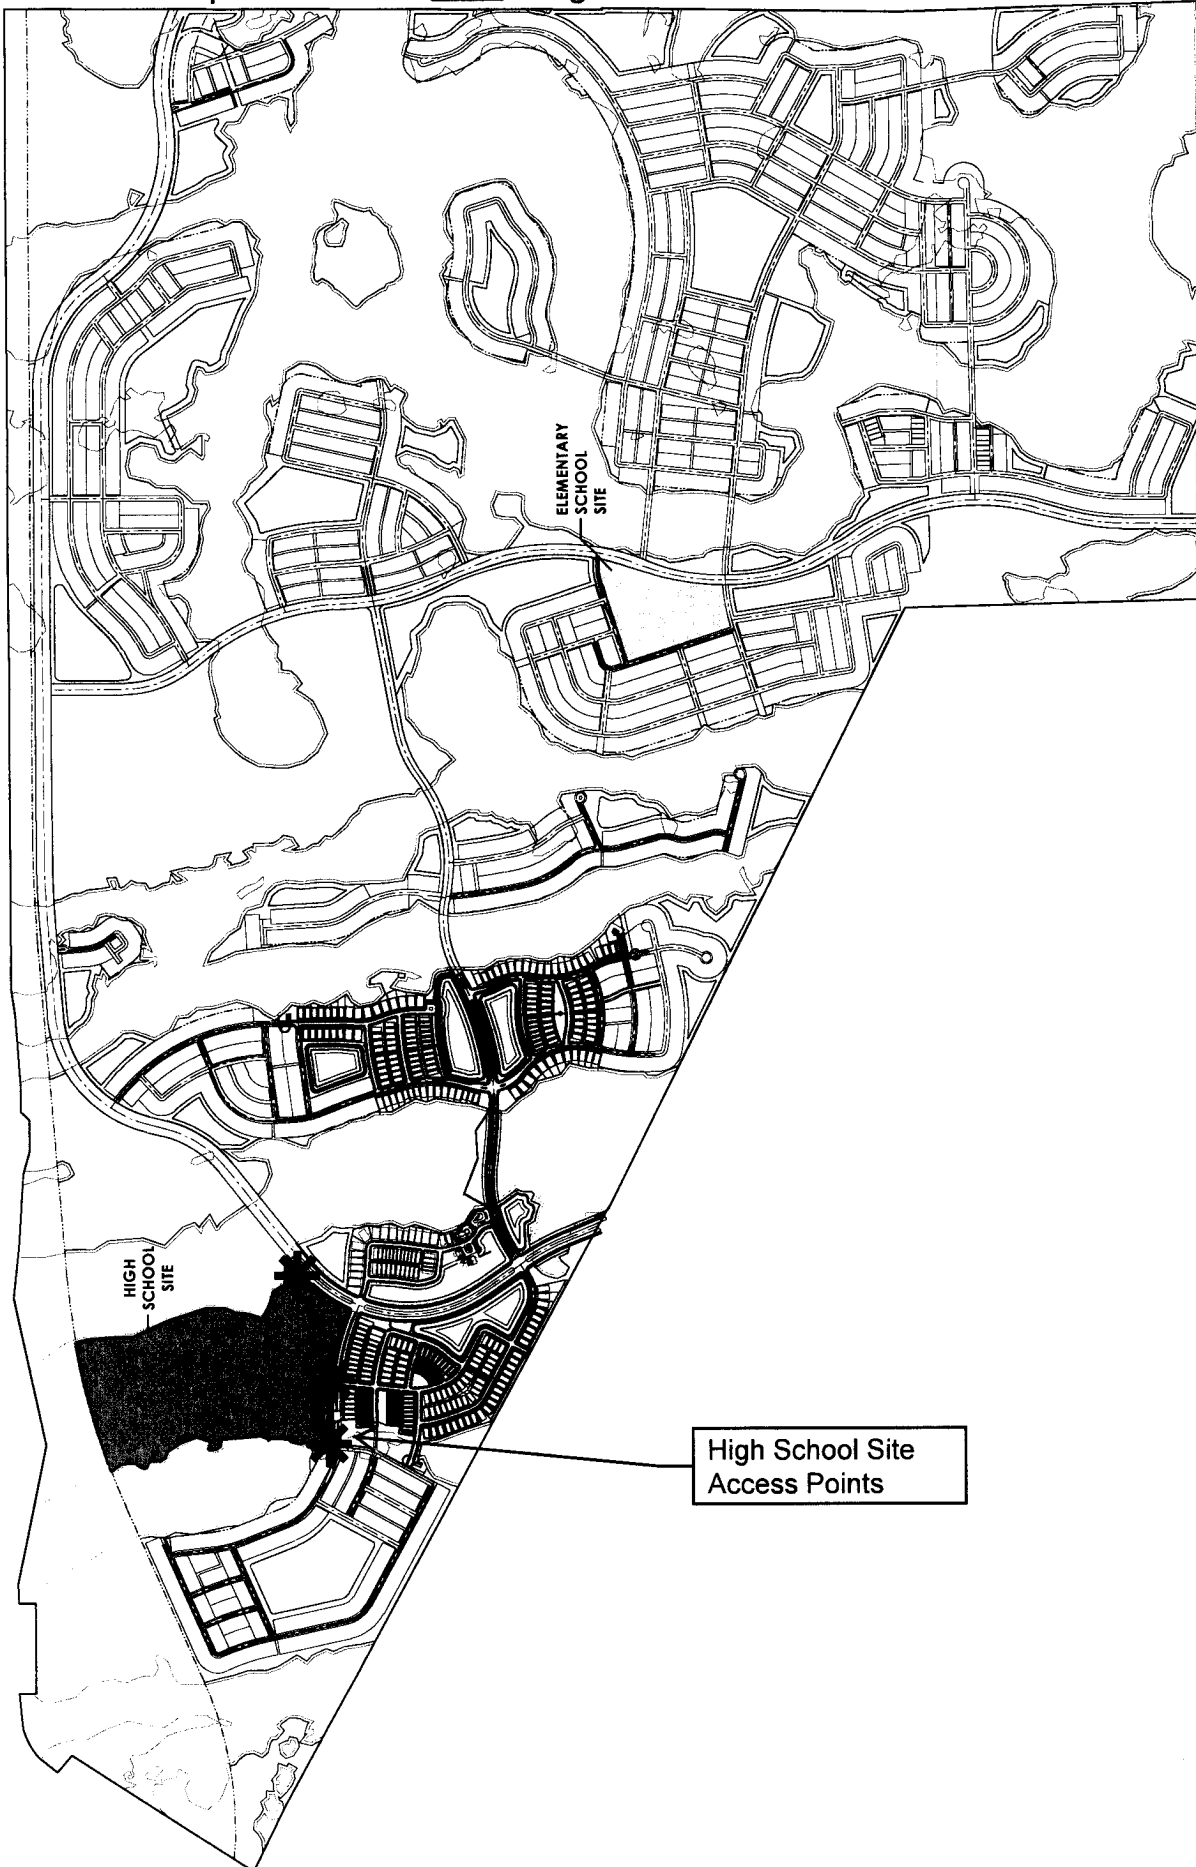 ELEMENTARY
SCHOOL
SITE
HIGH
SCHOOL
SITE
High School Site
Access Points